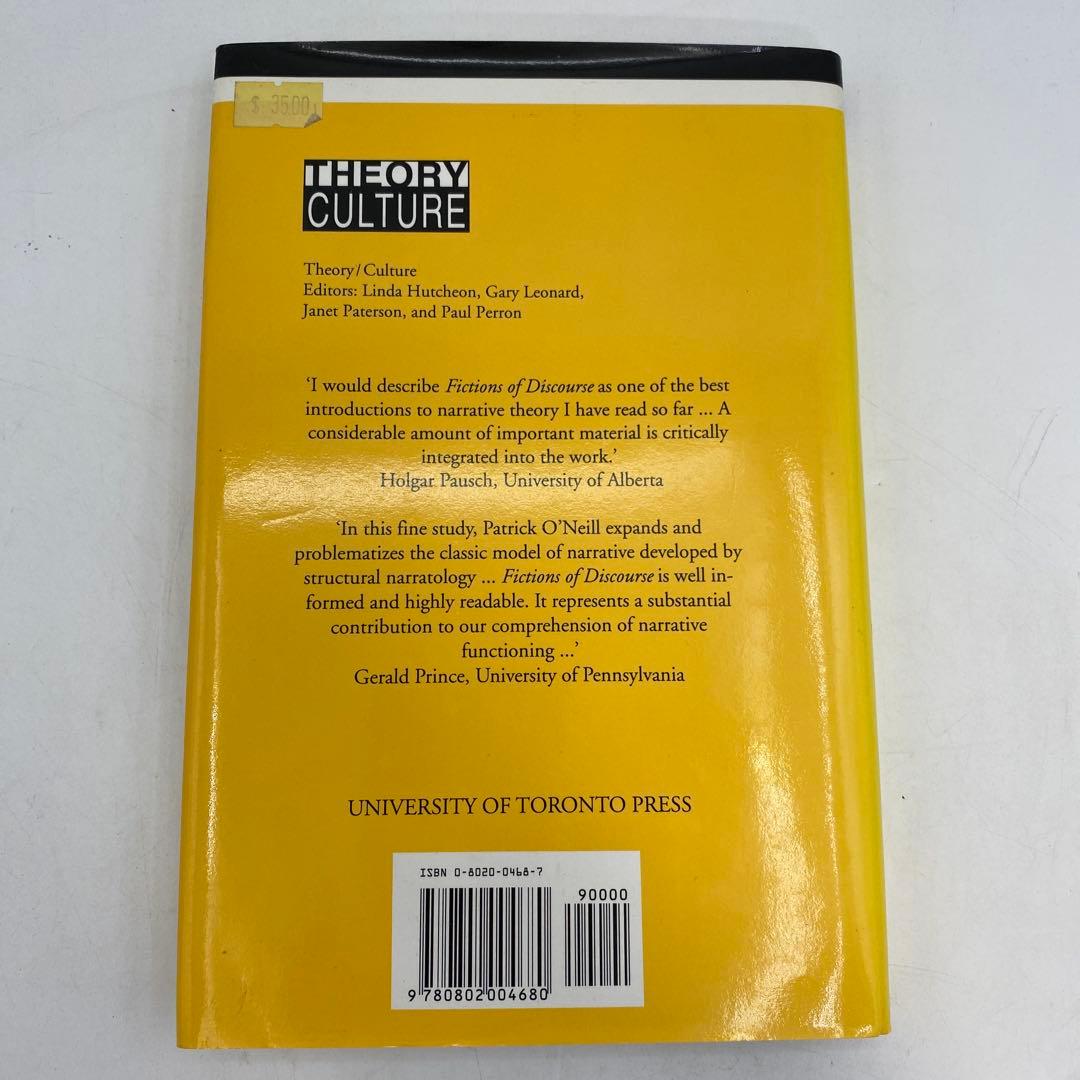 $ 35.00
THEORY
CULTURE
Theory/Culture
Editors: Linda Hutcheon, Gary Leonard,
Janet Paterson, and Paul Perron
‘I would describe Fictions of Discourse as one of the best
introductions to narrative theory I have read so far ... A
considerable amount of important material is critically
integrated into the work.’
Holgar Pausch, University of Alberta
‘In this fine study, Patrick O’Neill expands and
problematizes the classic model of narrative developed by
structural narratology ... Fictions of Discourse is well in-
formed and highly readable. It represents a substantial
contribution to our comprehension of narrative
functioning ...’
Gerald Prince, University of Pennsylvania
UNIVERSITY OF TORONTO PRESS
ISBN 0-8020-0468-7
90000
9 780802 004680